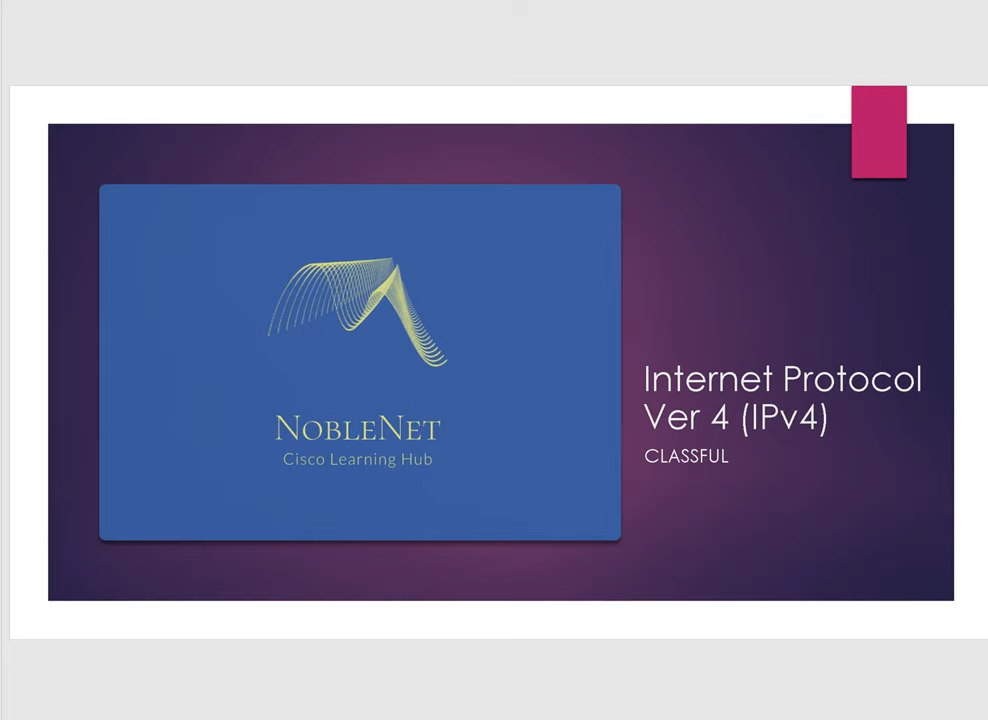 NobleNet
Cisco Learning Hub
Internet Protocol
Ver 4 (IPv4)
CLASSFUL